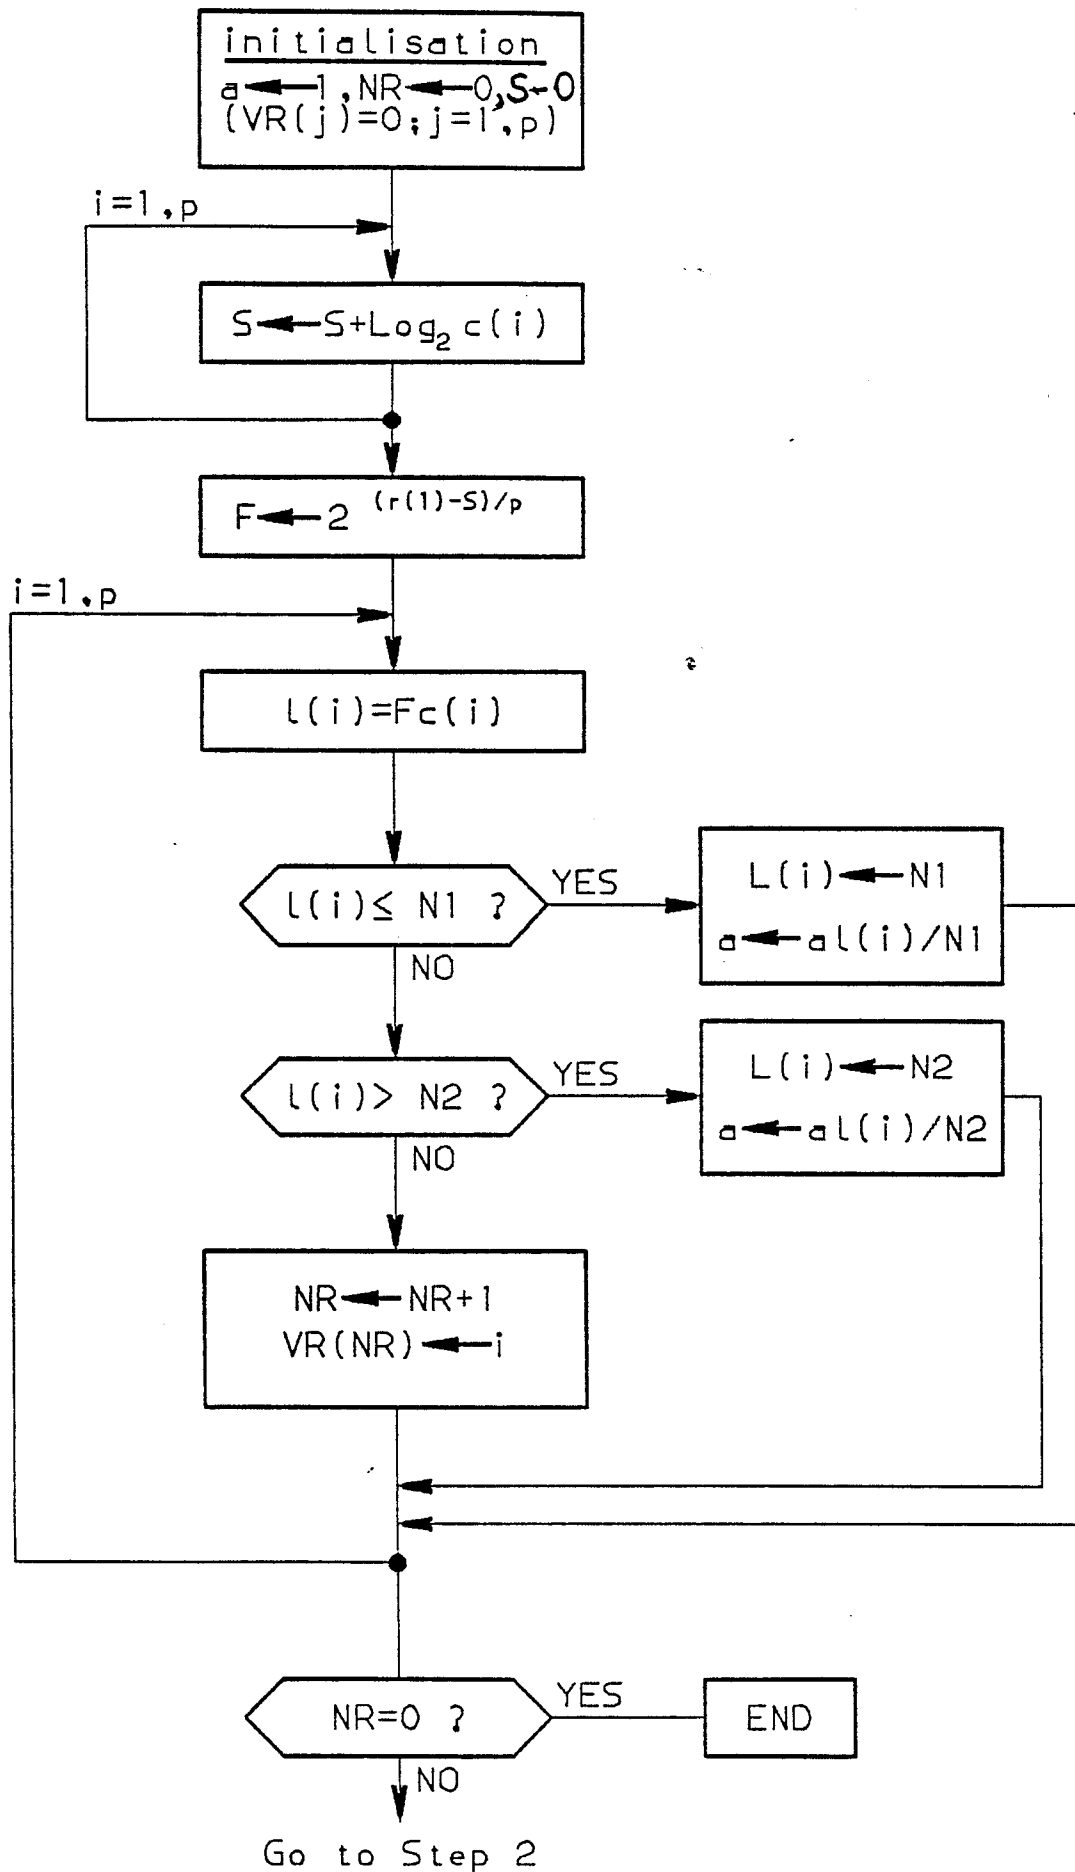 initialisation
a←1, NR←0, S←0
(VR(j)=0; j=1, p)
i=1, p
S←S+Log₂ c(i)
F←2 (r(1)-S)/p
i=1, p
l(i)=Fc(i)
l(i)≤ N1 ?
YES
L(i)←N1
a←al(i)/N1
NO
l(i)> N2 ?
YES
L(i)←N2
a←al(i)/N2
NO
NR←NR+1
VR(NR)←i
NR=0 ?
YES
END
NO
Go to Step 2